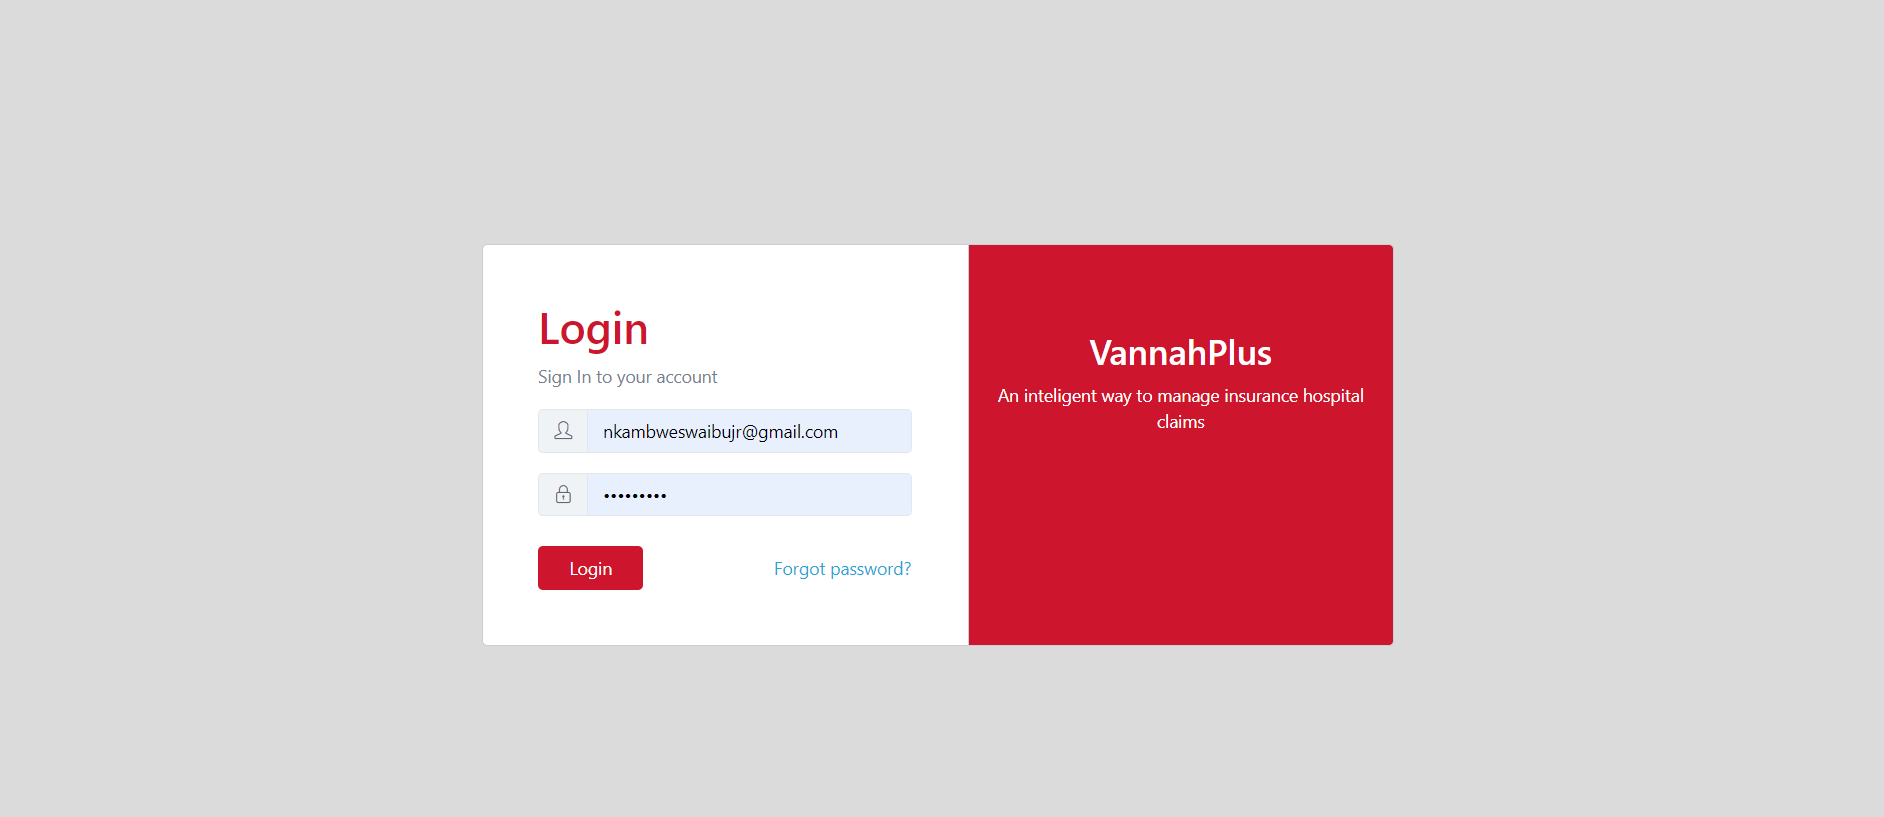 Login
Sign In to your account
nkambweswaibujr@gmail.com
•••••••••
Login
Forgot password?
VannahPlus
An inteligent way to manage insurance hospital
claims